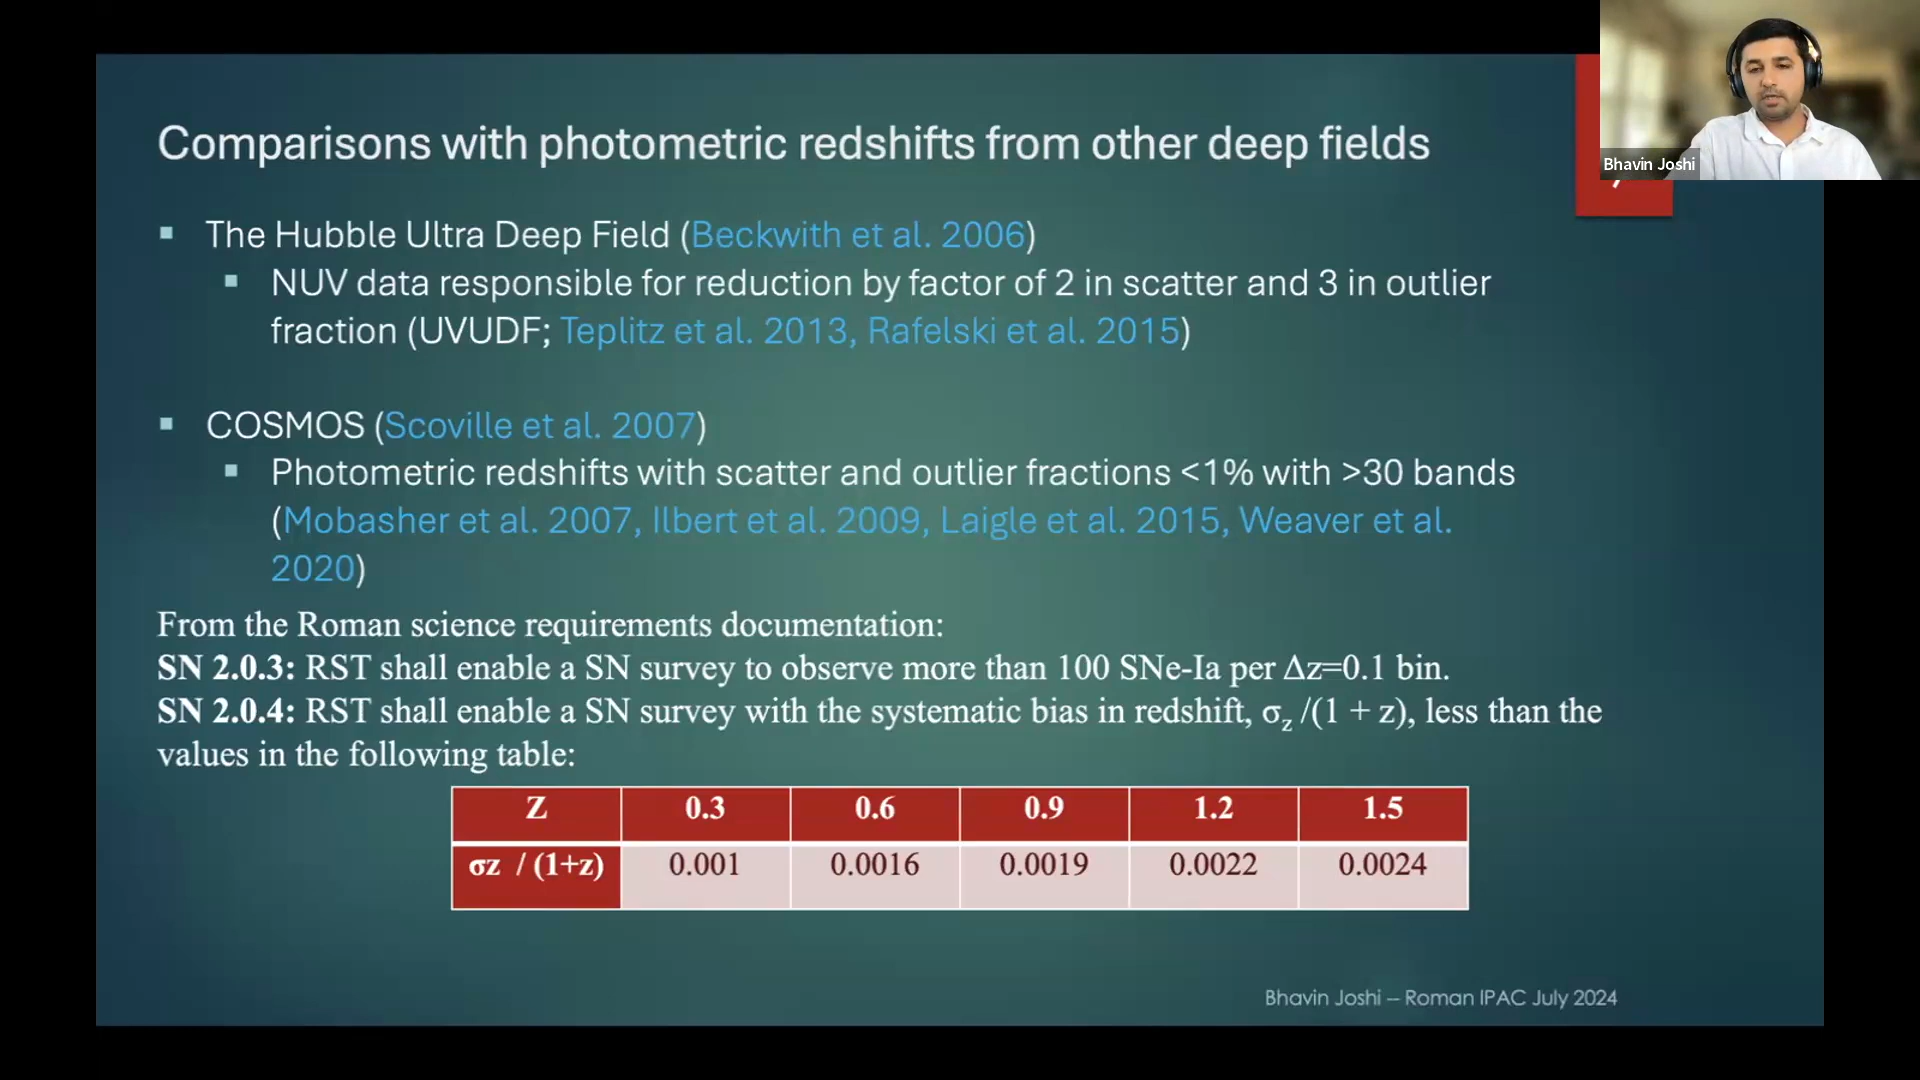 Comparisons with photometric redshifts from other deep fields
Bhavin Joshi
▪ The Hubble Ultra Deep Field (Beckwith et al. 2006)
▪ NUV data responsible for reduction by factor of 2 in scatter and 3 in outlier
fraction (UVUDF; Teplitz et al. 2013, Rafelski et al. 2015)
▪ COSMOS (Scoville et al. 2007)
▪ Photometric redshifts with scatter and outlier fractions <1% with >30 bands
(Mobasher et al. 2007, Ilbert et al. 2009, Laigle et al. 2015, Weaver et al.
2020)
From the Roman science requirements documentation:
SN 2.0.3: RST shall enable a SN survey to observe more than 100 SNe-Ia per Δz=0.1 bin.
SN 2.0.4: RST shall enable a SN survey with the systematic bias in redshift, σz /(1 + z), less than the
values in the following table:
Z 0.3 0.6 0.9 1.2 1.5
σz / (1+z) 0.001 0.0016 0.0019 0.0022 0.0024
Bhavin Joshi – Roman IPAC July 2024